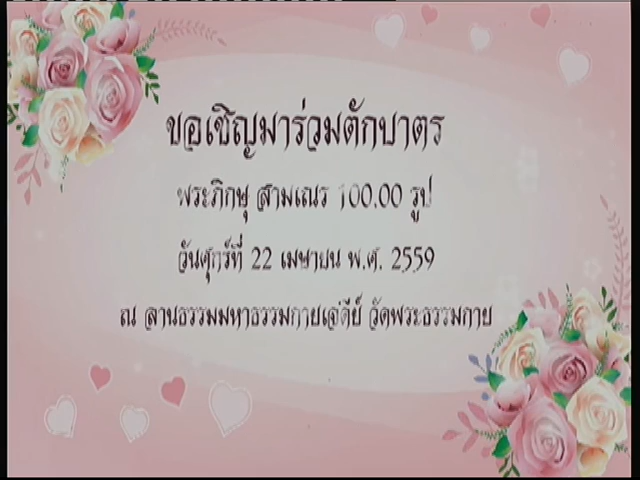 ขอเชิญมาร่วมตักบาตร
พระภิกษุ สามเณร 100.00 รูป
วันศุกร์ที่ 22 เมษายน พ.ศ. 2559
ณ ลานธรรมมหาธรรมกายเจดีย์ วัดพระธรรมกาย